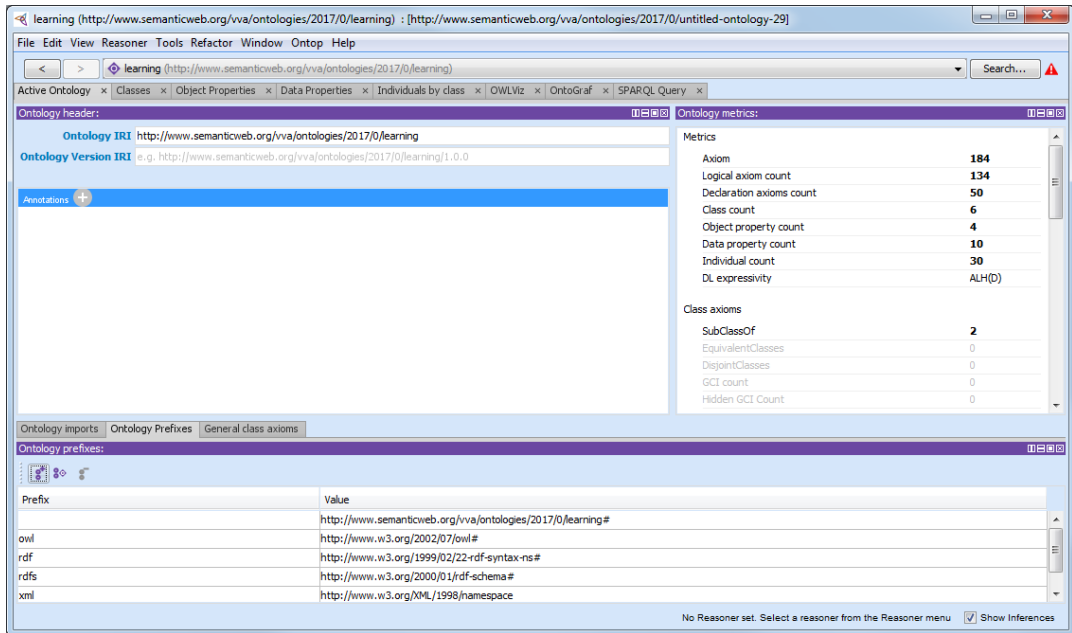 learning (http://www.semanticweb.org/vva/ontologies/2017/0/learning) : [http://www.semanticweb.org/vva/ontologies/2017/0/untitled-ontology-29]
File Edit View Reasoner Tools Refactor Window Ontop Help
< > learning (http://www.semanticweb.org/vva/ontologies/2017/0/learning) Search...
Active Ontology × Classes × Object Properties × Data Properties × Individuals by class × OWLViz × OntoGraf × SPARQL Query ×
Ontology header:
Ontology IRI http://www.semanticweb.org/vva/ontologies/2017/0/learning
Ontology Version IRI e.g. http://www.semanticweb.org/vva/ontologies/2017/0/learning/1.0.0
Annotations +
Ontology metrics:
Metrics
Axiom 184
Logical axiom count 134
Declaration axioms count 50
Class count 6
Object property count 4
Data property count 10
Individual count 30
DL expressivity ALH(D)
Class axioms
SubClassOf 2
EquivalentClasses 0
DisjointClasses 0
GCI count 0
Hidden GCI Count 0
Ontology imports Ontology Prefixes General class axioms
Ontology prefixes:
Prefix Value
http://www.semanticweb.org/vva/ontologies/2017/0/learning#
owl http://www.w3.org/2002/07/owl#
rdf http://www.w3.org/1999/02/22-rdf-syntax-ns#
rdfs http://www.w3.org/2000/01/rdf-schema#
xml http://www.w3.org/XML/1998/namespace
No Reasoner set. Select a reasoner from the Reasoner menu Show Inferences